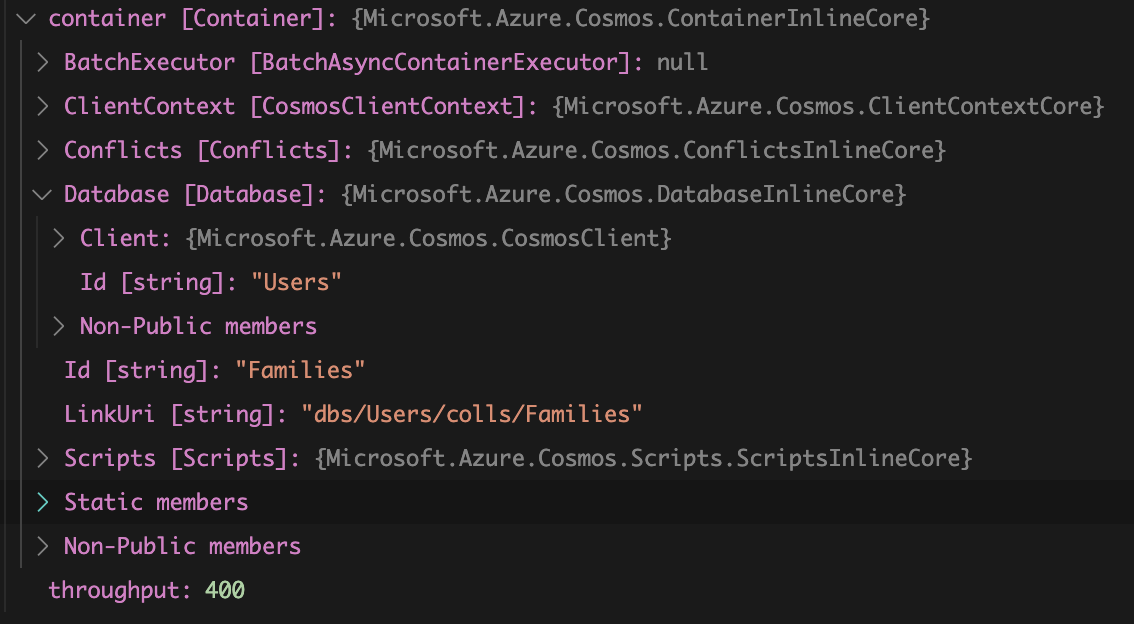 container [Container]: {Microsoft.Azure.Cosmos.ContainerInlineCore}
BatchExecutor [BatchAsyncContainerExecutor]: null
ClientContext [CosmosClientContext]: {Microsoft.Azure.Cosmos.ClientContextCore}
Conflicts [Conflicts]: {Microsoft.Azure.Cosmos.ConflictsInlineCore}
Database [Database]: {Microsoft.Azure.Cosmos.DatabaseInlineCore}
Client: {Microsoft.Azure.Cosmos.CosmosClient}
Id [string]: "Users"
Non-Public members
Id [string]: "Families"
LinkUri [string]: "dbs/Users/colls/Families"
Scripts [Scripts]: {Microsoft.Azure.Cosmos.Scripts.ScriptsInlineCore}
Static members
Non-Public members
throughput: 400